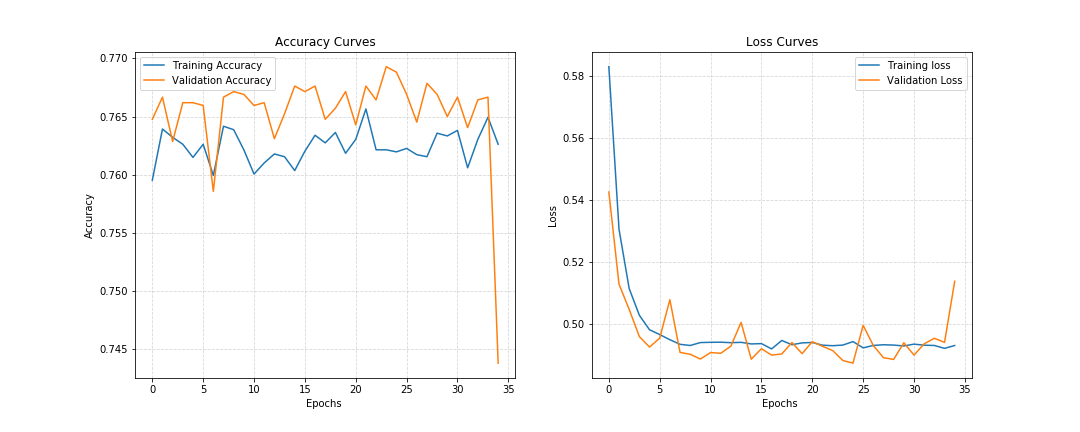 Accuracy Curves
Training Accuracy
Validation Accuracy
Accuracy
0.770
0.765
0.760
0.755
0.750
0.745
0 5 10 15 20 25 30 35
Epochs
Loss Curves
Training loss
Validation Loss
Loss
0.58
0.56
0.54
0.52
0.50
0 5 10 15 20 25 30 35
Epochs